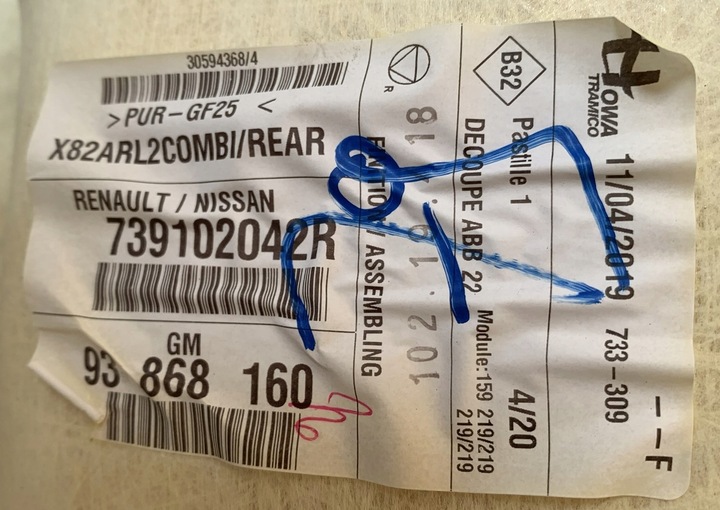 30594368/4
>PUR-GF25 <
X82ARL2COMBI/REAR
RENAULT / NISSAN
739102042R
GM
93 868 160
R
ASSEMBLING
B32
Pastille 1
DECOUPE ABB 22
Module:159 219/219
219/219
4/20
HOWA
TRAMICO
11/04/2019
733-309
--F